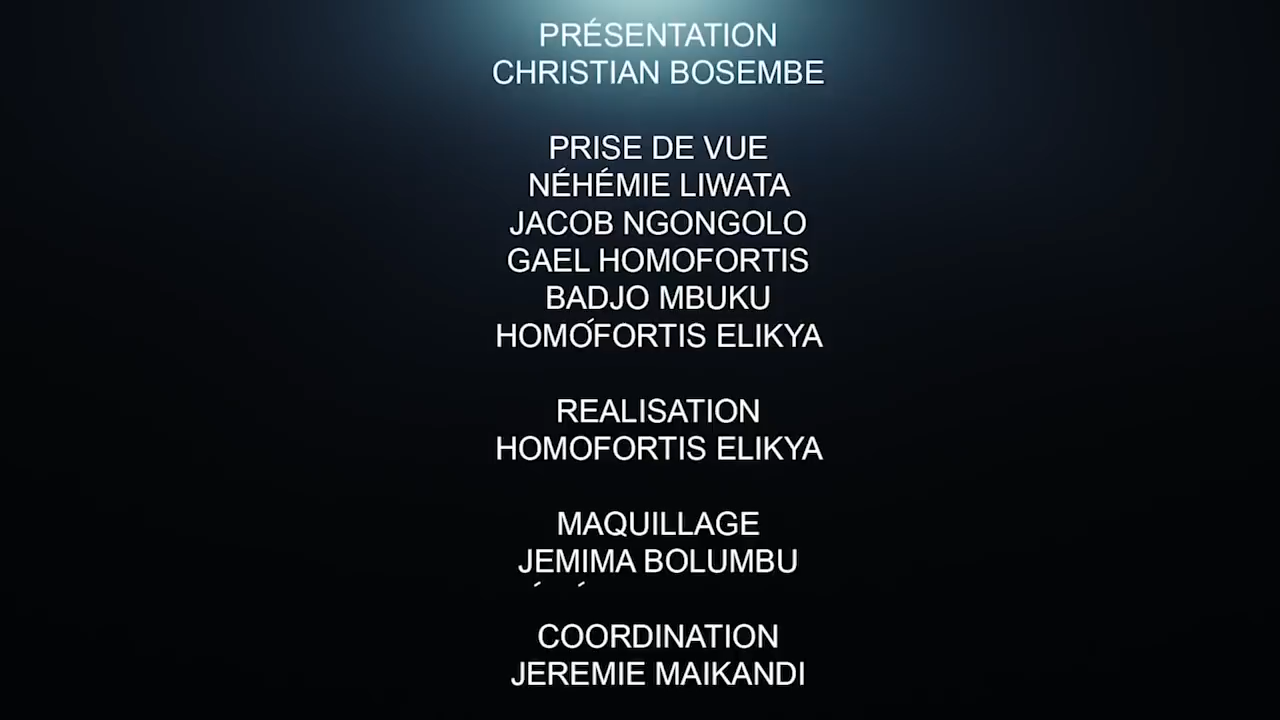 PRÉSENTATION
CHRISTIAN BOSEMBE
PRISE DE VUE
NÉHÉMIE LIWATA
JACOB NGONGOLO
GAEL HOMOFORTIS
BADJO MBUKU
HOMOFORTIS ELIKYA
REALISATION
HOMOFORTIS ELIKYA
MAQUILLAGE
JEMIMA BOLUMBU
COORDINATION
JEREMIE MAIKANDI